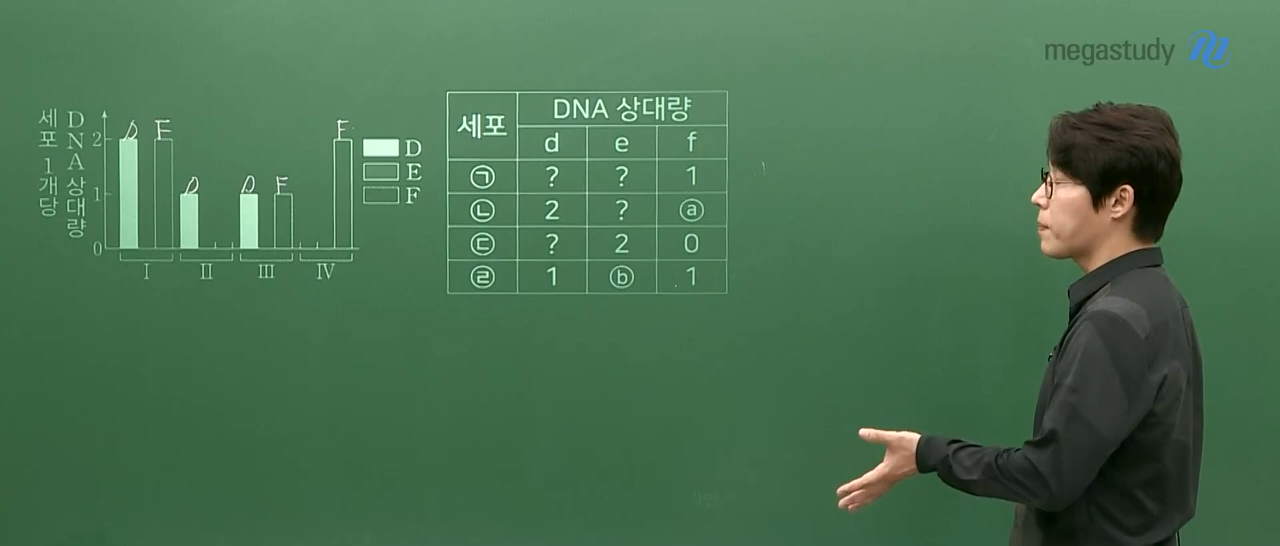 megastudy
세포 1개당
DNA 상대량
2
1
0
D F
D
D F
F
I II III IV
D
E
F
세포 DNA 상대량
d e f
㉠ ? ? 1
㉡ 2 ? ⓐ
㉢ ? 2 0
㉣ 1 ⓑ 1